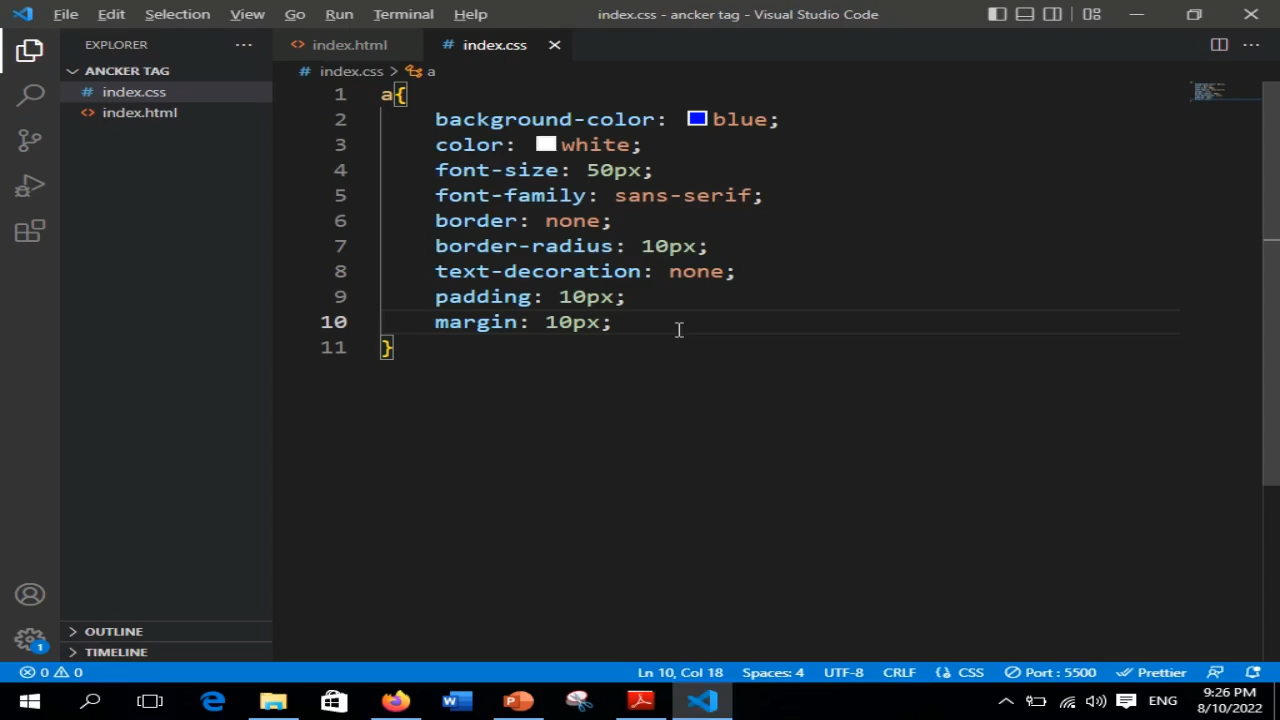 File Edit Selection View Go Run Terminal Help index.css - ancker tag - Visual Studio Code
EXPLORER
ANCKER TAG
index.css
index.html
index.html
index.css
index.css > a
1 a{
2 background-color: blue;
3 color: white;
4 font-size: 50px;
5 font-family: sans-serif;
6 border: none;
7 border-radius: 10px;
8 text-decoration: none;
9 padding: 10px;
10 margin: 10px;
11 }
OUTLINE
TIMELINE
1
0 0 Ln 10, Col 18 Spaces: 4 UTF-8 CRLF CSS Port : 5500 Prettier
ENG
9:26 PM
8/10/2022